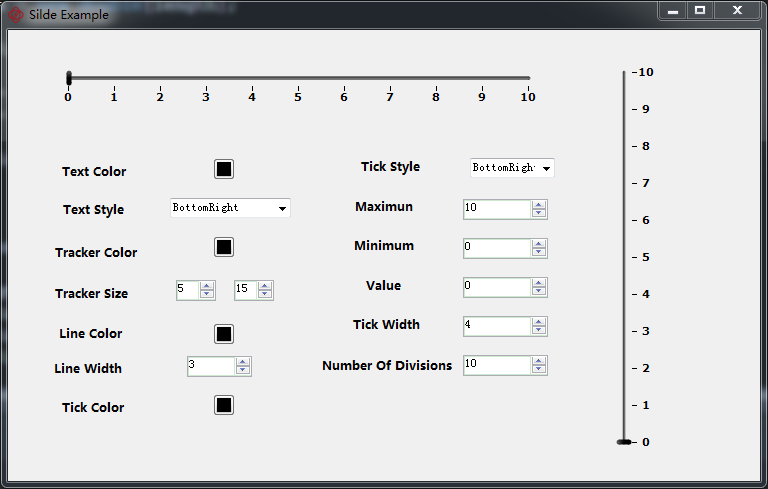 Silde Example
0 1 2 3 4 5 6 7 8 9 10
10
9
8
7
6
5
4
3
2
1
0
Text Color
Text Style BottomRight
Tracker Color
Tracker Size 5 15
Line Color
Line Width 3
Tick Color
Tick Style BottomRigh
Maximun 10
Minimum 0
Value 0
Tick Width 4
Number Of Divisions 10